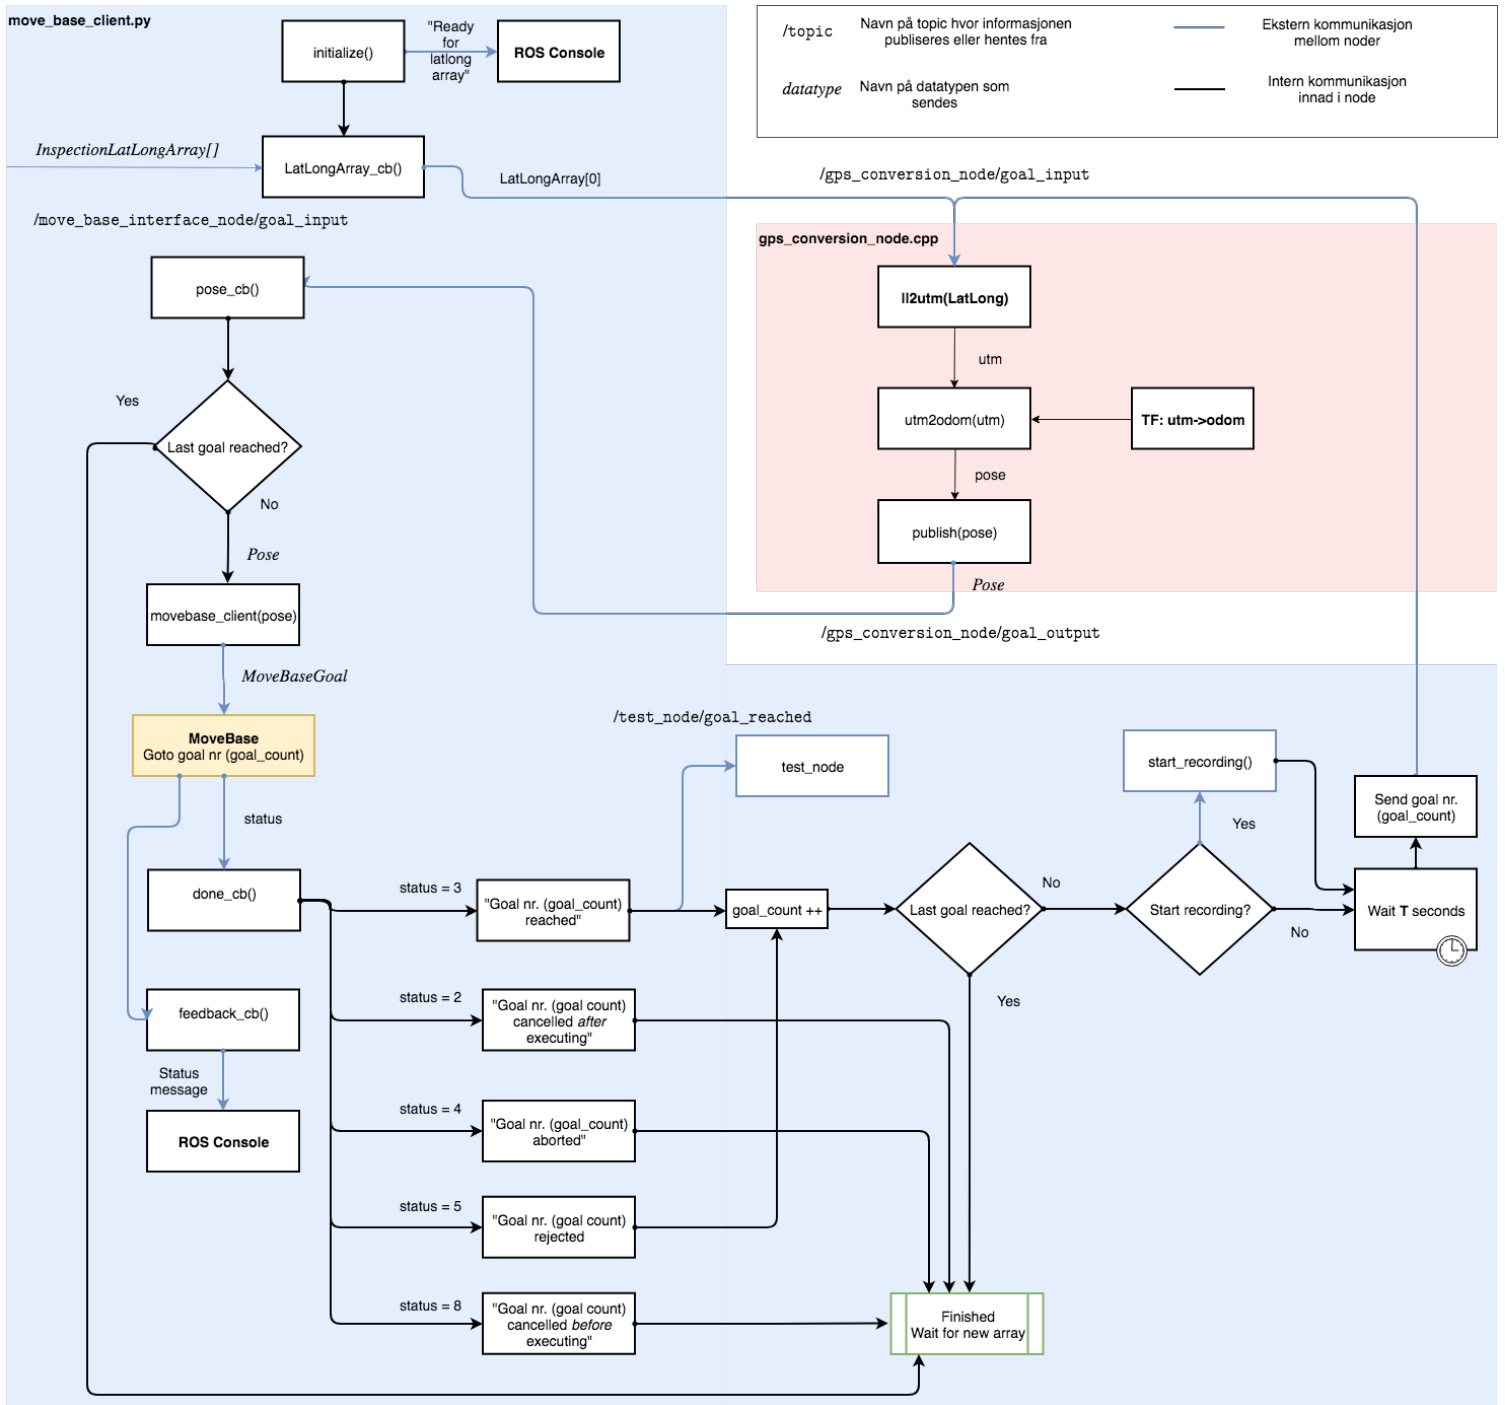 move_base_client.py
initialize()
"Ready
for
latlong
array"
ROS Console
/topic
Navn på topic hvor informasjonen
publiseres eller hentes fra
Ekstern kommunikasjon
mellom noder
datatype
Navn på datatypen som
sendes
Intern kommunikasjon
innad i node
InspectionLatLongArray[]
LatLongArray_cb()
LatLongArray[0]
/gps_conversion_node/goal_input
/move_base_interface_node/goal_input
gps_conversion_node.cpp
pose_cb()
ll2utm(LatLong)
utm
Yes
Last goal reached?
No
utm2odom(utm)
TF: utm->odom
pose
publish(pose)
Pose
Pose
movebase_client(pose)
/gps_conversion_node/goal_output
MoveBaseGoal
MoveBase
Goto goal nr (goal_count)
/test_node/goal_reached
test_node
start_recording()
Send goal nr.
(goal_count)
status
Yes
done_cb()
status = 3
"Goal nr. (goal_count)
reached"
goal_count ++
Last goal reached?
No
Start recording?
No
Wait T seconds
Yes
status = 2
"Goal nr. (goal count)
cancelled after
executing"
feedback_cb()
Status
message
ROS Console
status = 4
"Goal nr. (goal_count)
aborted"
status = 5
"Goal nr. (goal count)
rejected
status = 8
"Goal nr. (goal count)
cancelled before
executing"
Finished
Wait for new array